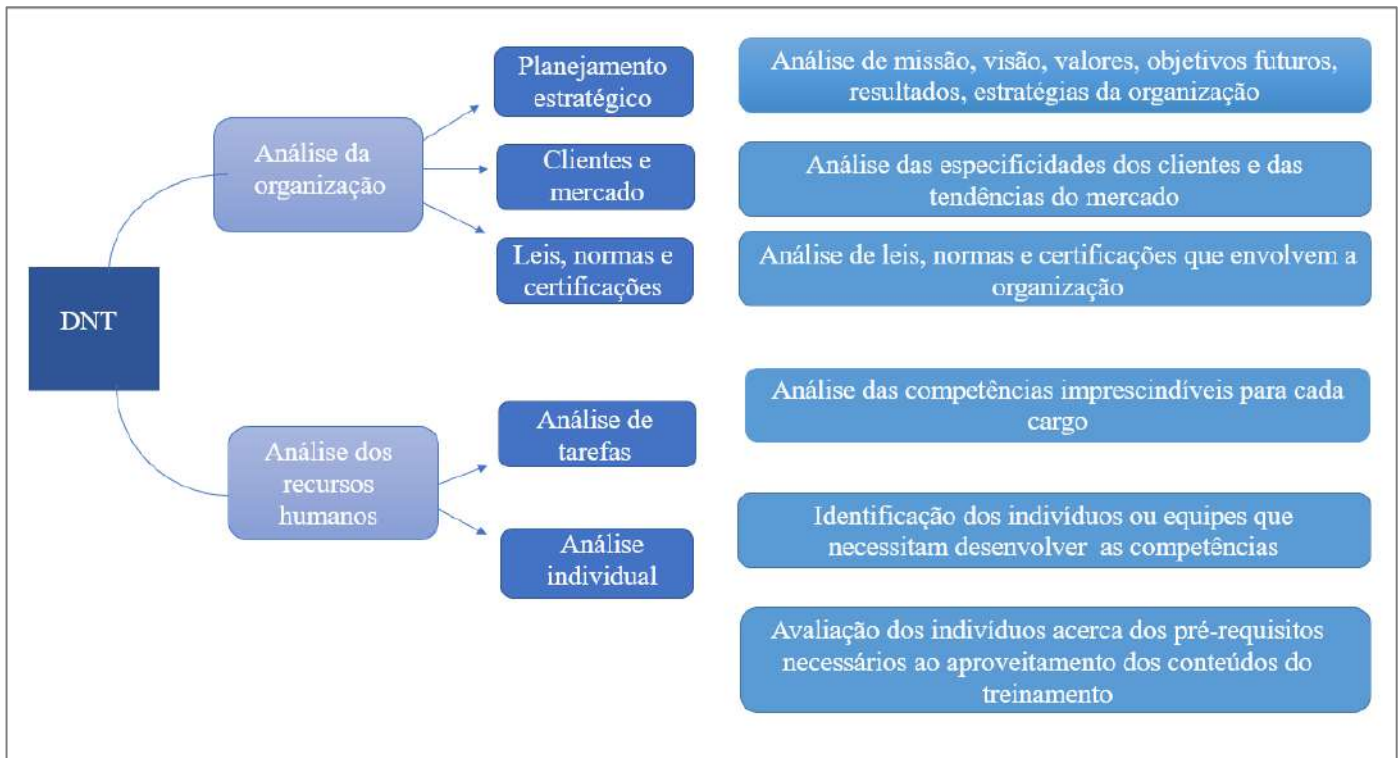 Planejamento
estratégico
Análise de missão, visão, valores, objetivos futuros,
resultados, estratégias da organização
Análise da
organização
Clientes e
mercado
Análise das especificidades dos clientes e das
tendências do mercado
Leis, normas e
certificações
Análise de leis, normas e certificações que envolvem a
organização
DNT
Análise dos
recursos
humanos
Análise de
tarefas
Análise das competências imprescindíveis para cada
cargo
Análise
individual
Identificação dos indivíduos ou equipes que
necessitam desenvolver as competências
Avaliação dos indivíduos acerca dos pré-requisitos
necessários ao aproveitamento dos conteúdos do
treinamento